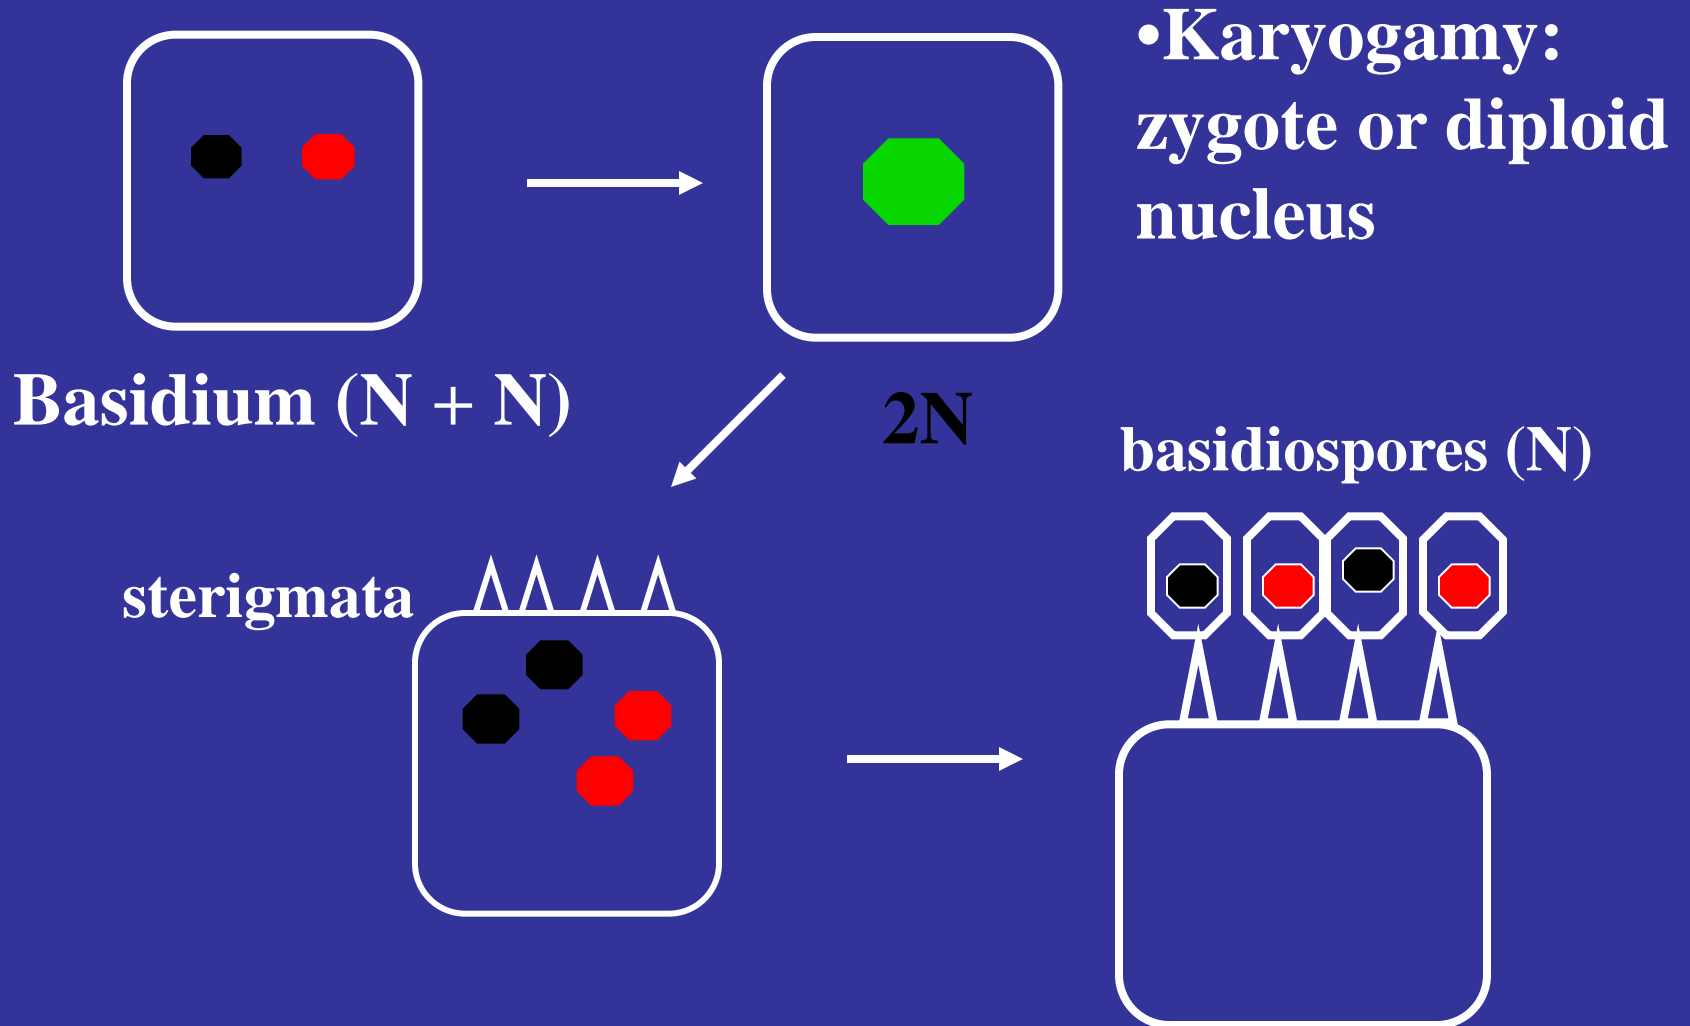 •Karyogamy:
zygote or diploid
nucleus
Basidium (N + N)
2N
basidiospores (N)
sterigmata